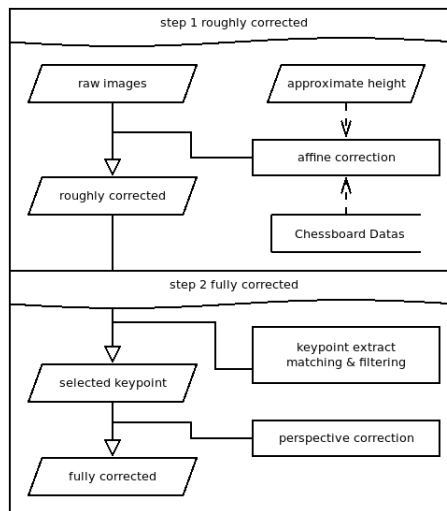 step 1 roughly corrected
raw images
approximate height
affine correction
roughly corrected
Chessboard Datas
step 2 fully corrected
keypoint extract
matching & filtering
selected keypoint
perspective correction
fully corrected